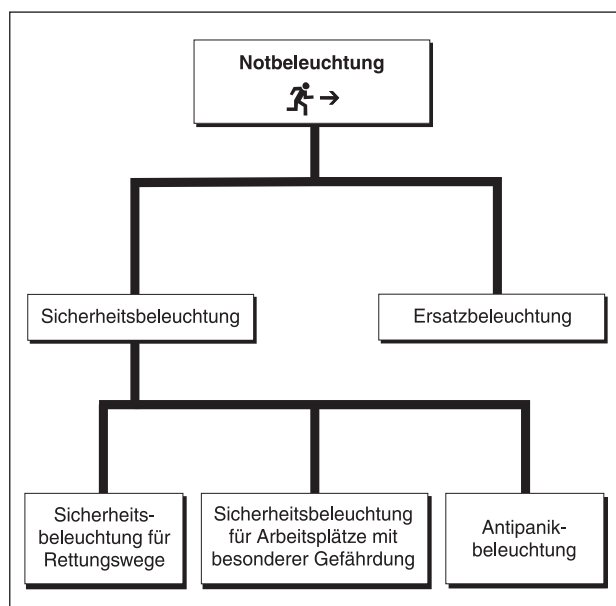 Notbeleuchtung
Sicherheitsbeleuchtung
Ersatzbeleuchtung
Sicherheits-
beleuchtung für
Rettungswege
Sicherheitsbeleuchtung
für Arbeitsplätze mit
besonderer Gefährdung
Antipanik-
beleuchtung